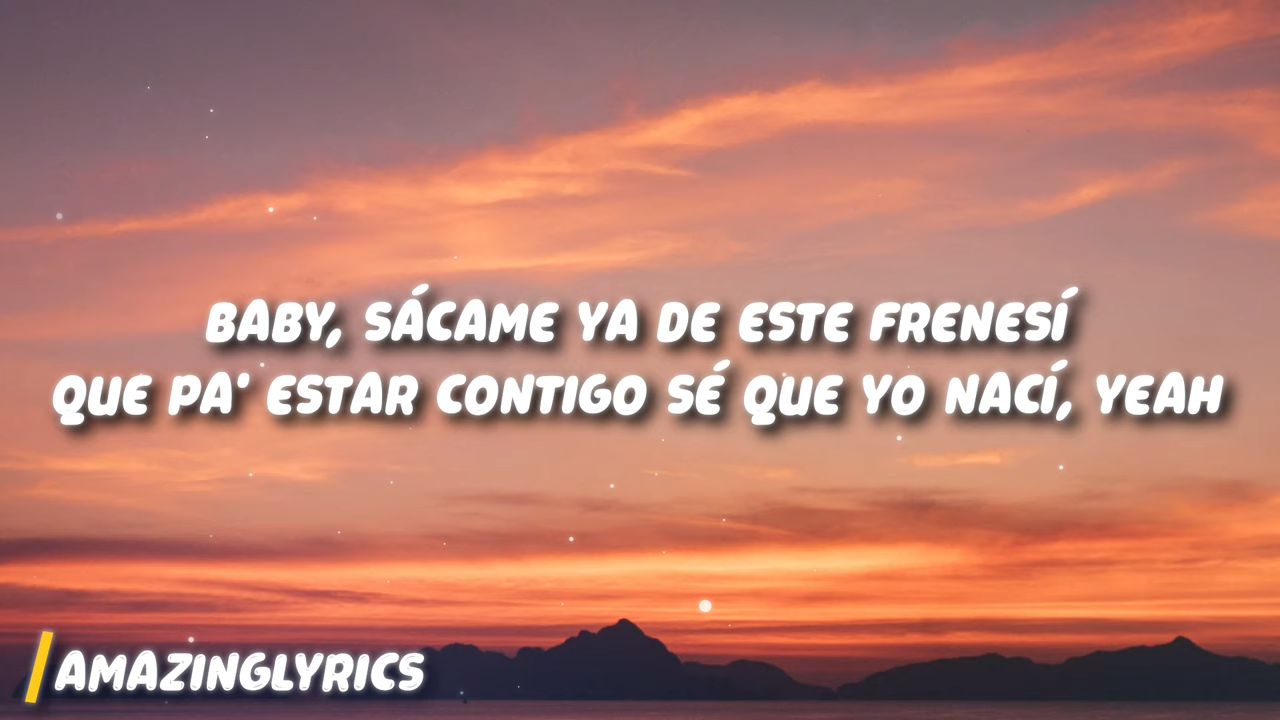 BABY, SÁCAME YA DE ESTE FRENESÍ
QUE PA' ESTAR CONTIGO SÉ QUE YO NACÍ, YEAH
AMAZINGLYRICS